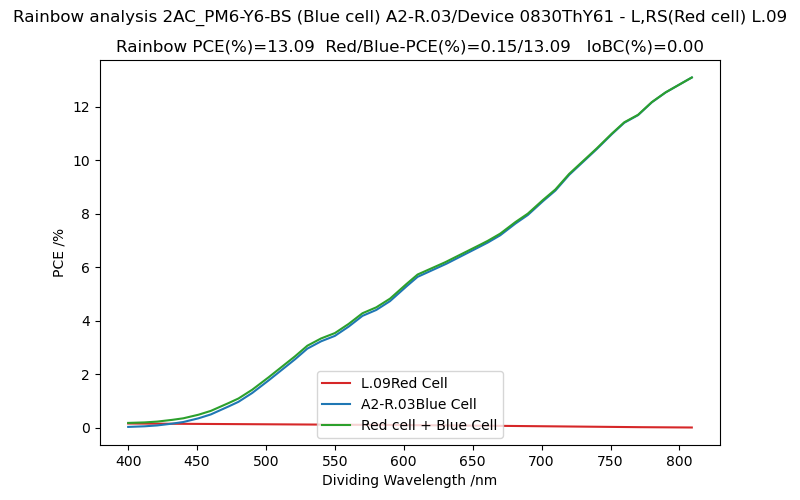 Rainbow analysis 2AC_PM6-Y6-BS (Blue cell) A2-R.03/Device 0830ThY61 - L,RS(Red cell) L.09
Rainbow PCE(%)=13.09  Red/Blue-PCE(%)=0.15/13.09   IoBC(%)=0.00
PCE /%
12
10
8
6
4
2
0
L.09Red Cell
A2-R.03Blue Cell
Red cell + Blue Cell
400 450 500 550 600 650 700 750 800
Dividing Wavelength /nm